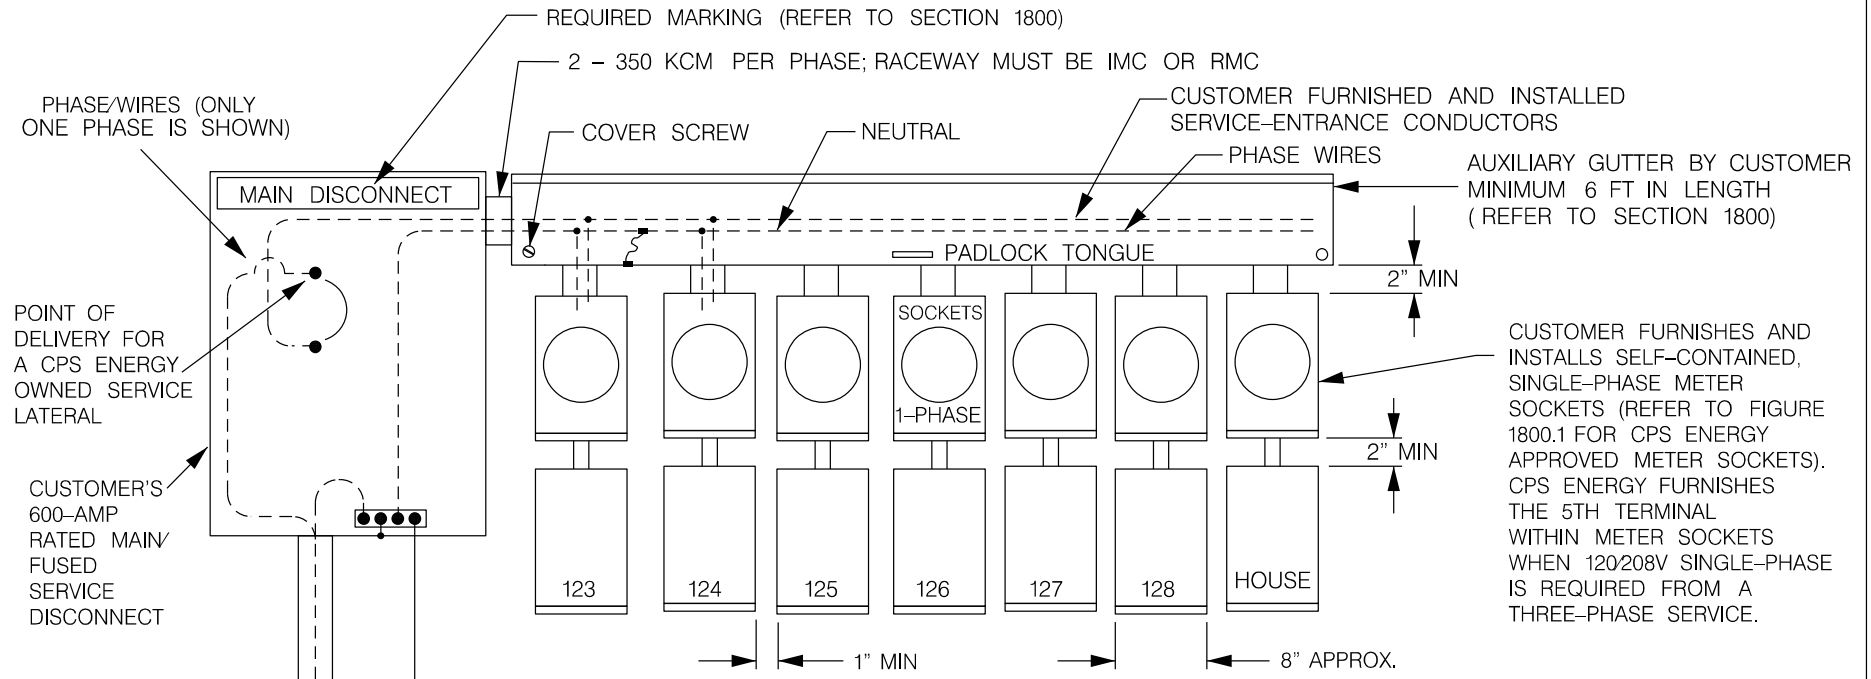 REQUIRED MARKING (REFER TO SECTION 1800)
2 – 350 KCM PER PHASE; RACEWAY MUST BE IMC OR RMC
PHASE/WIRES (ONLY
ONE PHASE IS SHOWN)
COVER SCREW
NEUTRAL
CUSTOMER FURNISHED AND INSTALLED
SERVICE–ENTRANCE CONDUCTORS
PHASE WIRES
AUXILIARY GUTTER BY CUSTOMER
MINIMUM 6 FT IN LENGTH
( REFER TO SECTION 1800)
MAIN DISCONNECT
PADLOCK TONGUE
2” MIN
POINT OF
DELIVERY FOR
A CPS ENERGY
OWNED SERVICE
LATERAL
SOCKETS
1–PHASE
CUSTOMER FURNISHES AND
INSTALLS SELF–CONTAINED,
SINGLE–PHASE METER
SOCKETS (REFER TO FIGURE
1800.1 FOR CPS ENERGY
APPROVED METER SOCKETS).
CPS ENERGY FURNISHES
THE 5TH TERMINAL
WITHIN METER SOCKETS
WHEN 120/208V SINGLE–PHASE
IS REQUIRED FROM A
THREE–PHASE SERVICE.
2” MIN
CUSTOMER'S
600–AMP
RATED MAIN/
FUSED
SERVICE
DISCONNECT
123
124
125
126
127
128
HOUSE
1” MIN
8” APPROX.